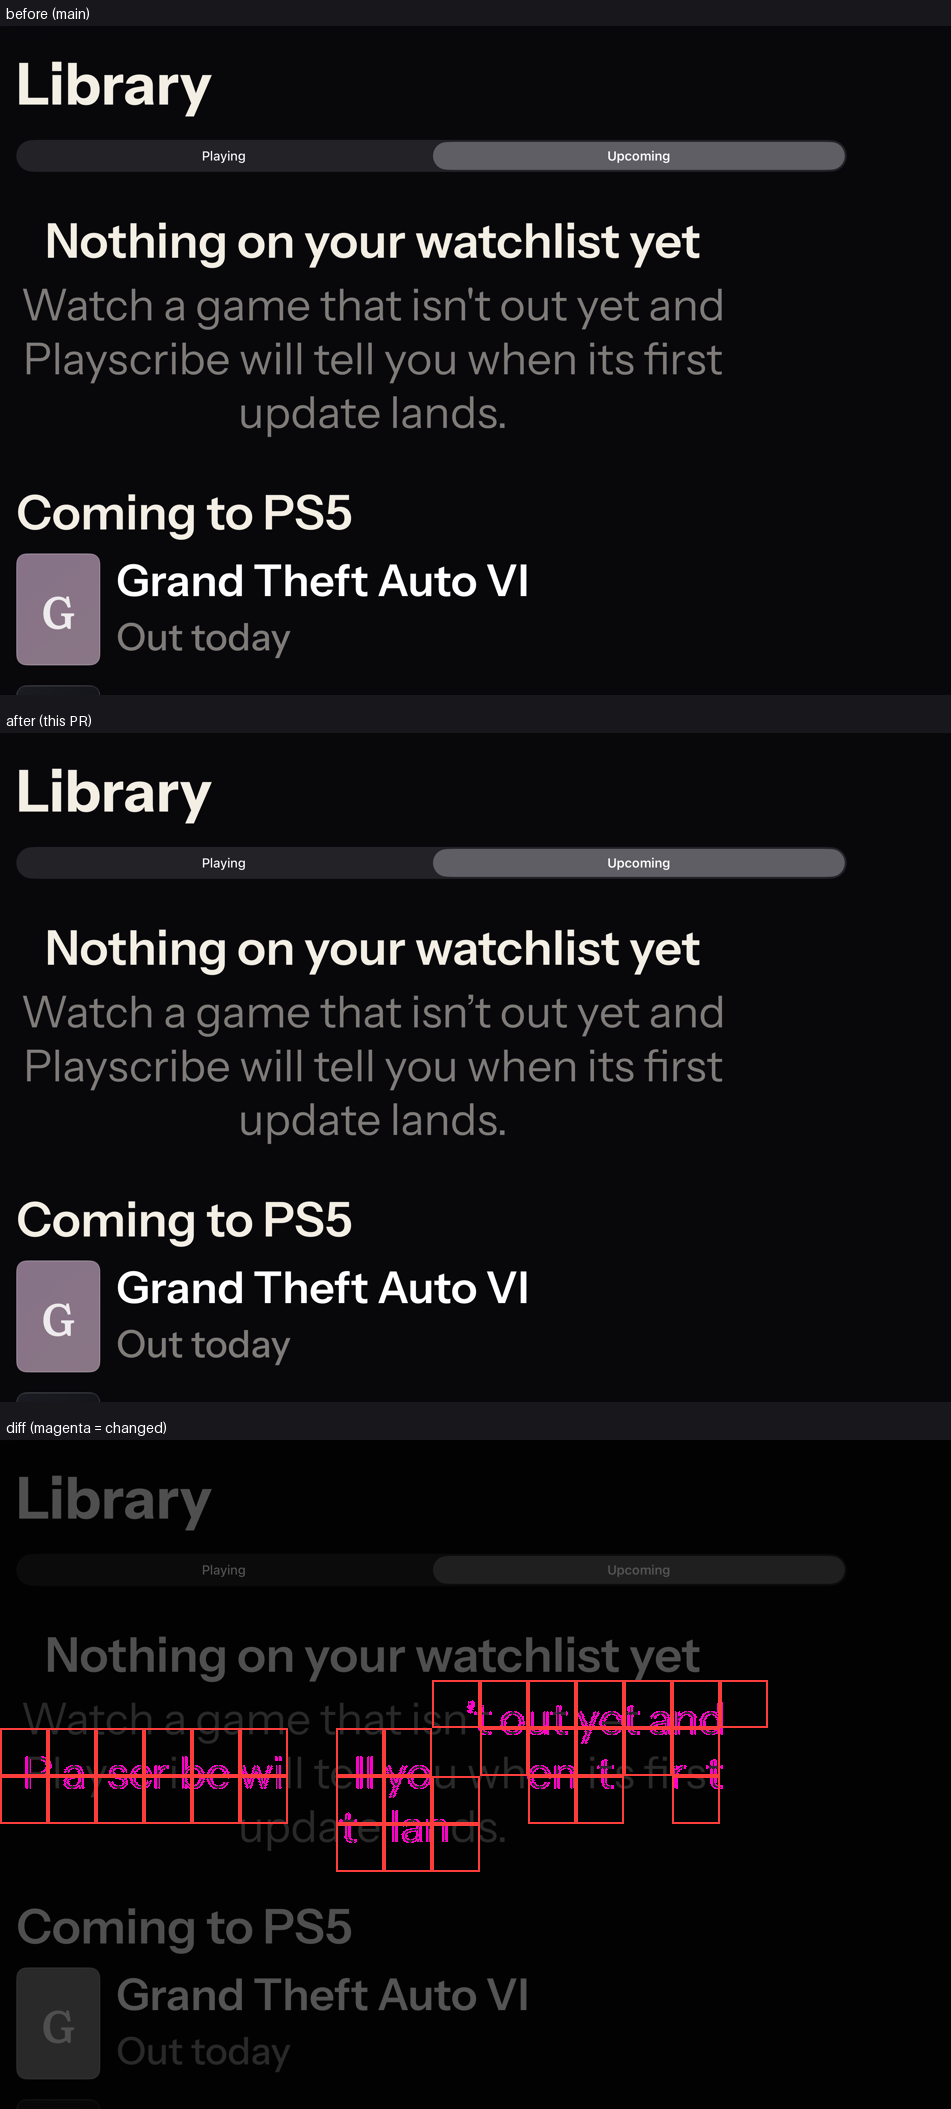 before (main)
Library
Playing Upcoming
Nothing on your watchlist yet
Watch a game that isn't out yet and
Playscribe will tell you when its first
update lands.
Coming to PS5
G Grand Theft Auto VI
Out today
after (this PR)
Library
Playing Upcoming
Nothing on your watchlist yet
Watch a game that isn’t out yet and
Playscribe will tell you when its first
update lands.
Coming to PS5
G Grand Theft Auto VI
Out today
diff (magenta = changed)
Library
Playing Upcoming
Nothing on your watchlist yet
Watch a game that isn't out yet and
Playscribe will tell you when its first
update lands.
Coming to PS5
G Grand Theft Auto VI
Out today